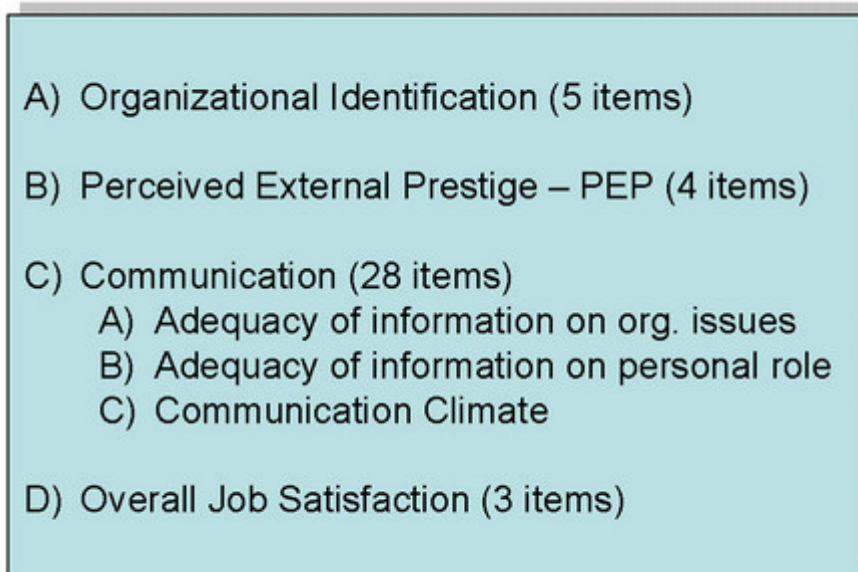 A) Organizational Identification (5 items)
B) Perceived External Prestige – PEP (4 items)
C) Communication (28 items)
A) Adequacy of information on org. issues
B) Adequacy of information on personal role
C) Communication Climate
D) Overall Job Satisfaction (3 items)